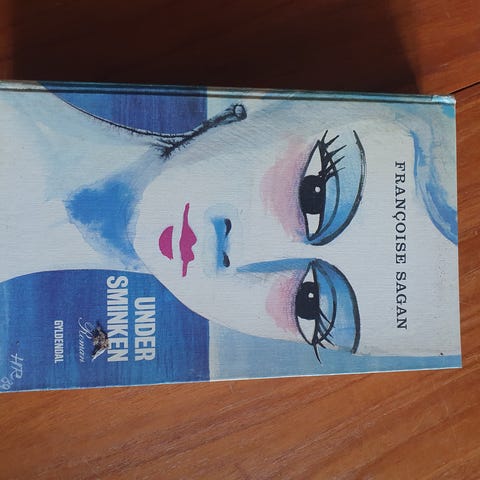 FRANÇOISE SAGAN
UNDER
SMINKEN
Roman
GYLDENDAL